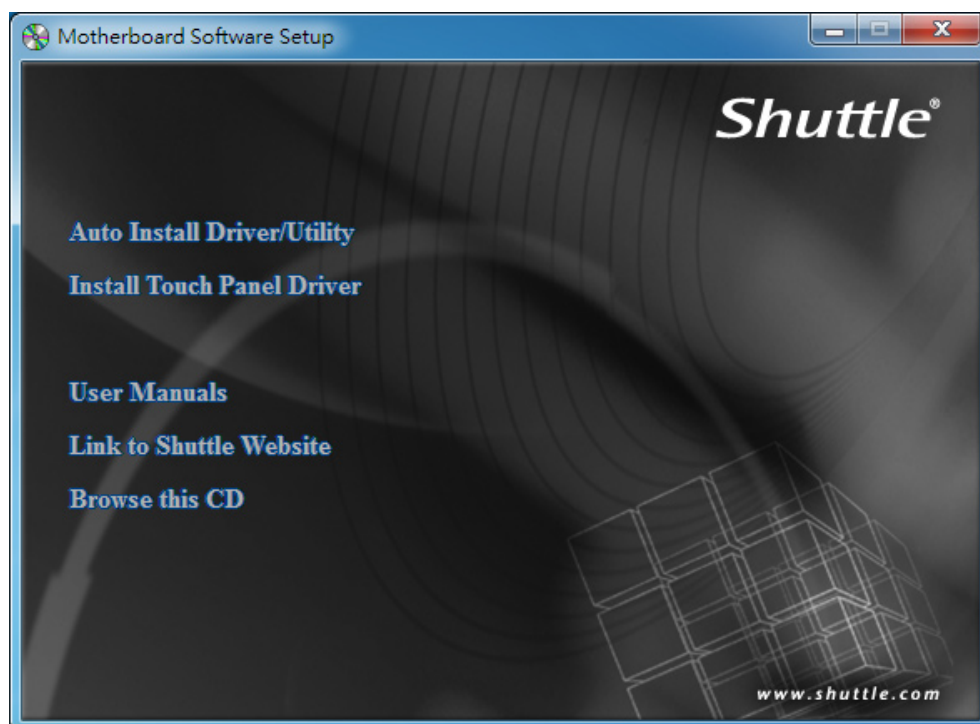 Motherboard Software Setup
Shuttle®
Auto Install Driver/Utility
Install Touch Panel Driver
User Manuals
Link to Shuttle Website
Browse this CD
www.shuttle.com